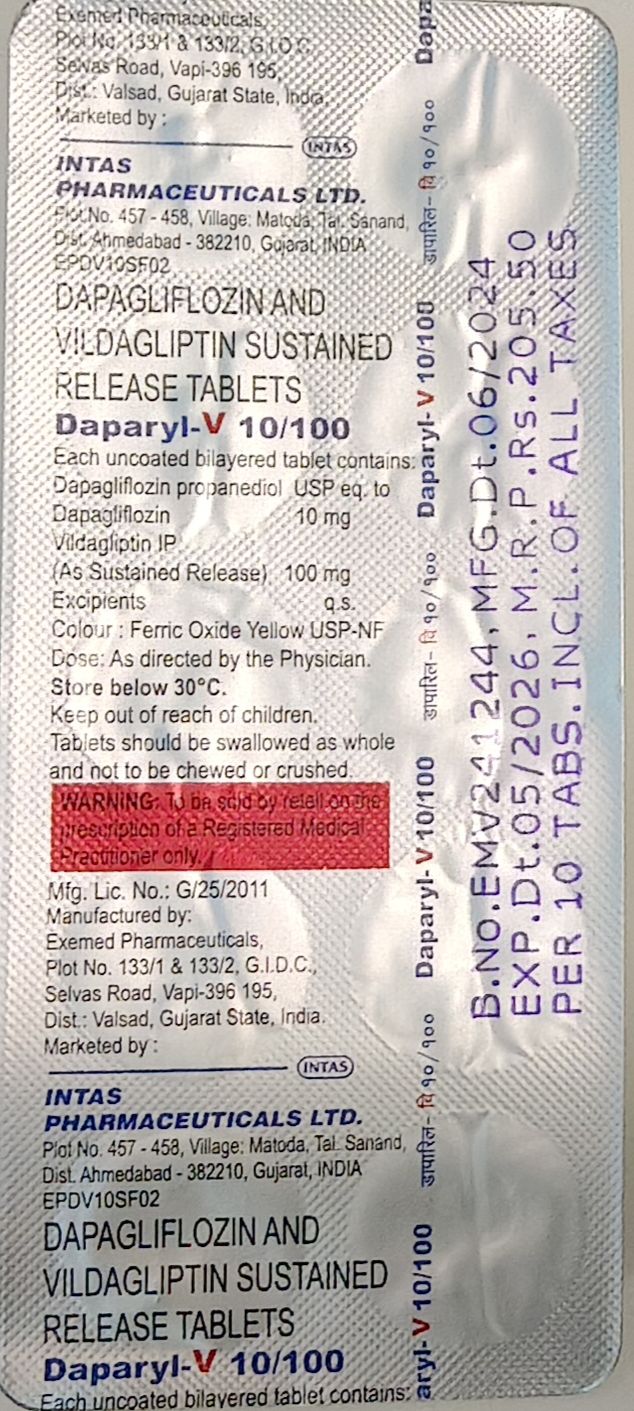 Exemed Pharmaceuticals,
Plot No. 133/1 & 133/2, G.I.D.C.
Selvas Road, Vapi-396 195,
Dist.: Valsad, Gujarat State, India.
Marketed by :
INTAS
INTAS
PHARMACEUTICALS LTD.
Plot No. 457 - 458, Village: Matoda, Tal. Sanand,
Dist. Ahmedabad - 382210, Gujarat, INDIA
EPDV10SF02
DAPAGLIFLOZIN AND
VILDAGLIPTIN SUSTAINED
RELEASE TABLETS
Daparyl-V 10/100
Each uncoated bilayered tablet contains:
Dapagliflozin propanediol USP eq. to
Dapagliflozin 10 mg
Vildagliptin IP
(As Sustained Release) 100 mg
Excipients q.s.
Colour : Ferric Oxide Yellow USP-NF
Dose: As directed by the Physician.
Store below 30°C.
Keep out of reach of children.
Tablets should be swallowed as whole
and not to be chewed or crushed.
WARNING: To be sold by retail on the
prescription of a Registered Medical
Practitioner only.
Mfg. Lic. No.: G/25/2011
Manufactured by:
Exemed Pharmaceuticals,
Plot No. 133/1 & 133/2, G.I.D.C.,
Selvas Road, Vapi-396 195,
Dist.: Valsad, Gujarat State, India.
Marketed by :
INTAS
INTAS
PHARMACEUTICALS LTD.
Plot No. 457 - 458, Village: Matoda, Tal. Sanand,
Dist. Ahmedabad - 382210, Gujarat, INDIA
EPDV10SF02
DAPAGLIFLOZIN AND
VILDAGLIPTIN SUSTAINED
RELEASE TABLETS
Daparyl-V 10/100
Each uncoated bilayered tablet contains:
aryl-V 10/100 डापारिल-वि १०/१०० Daparyl-V 10/100 डापारिल-वि १०/१०० Daparyl-V 10/100 डापारिल-वि १०/१०० Dapa
B.NO.EMV241244, MFG.Dt.06/2024
EXP.Dt.05/2026, M.R.P.Rs.205.50
PER 10 TABS.INCL.OF ALL TAXES